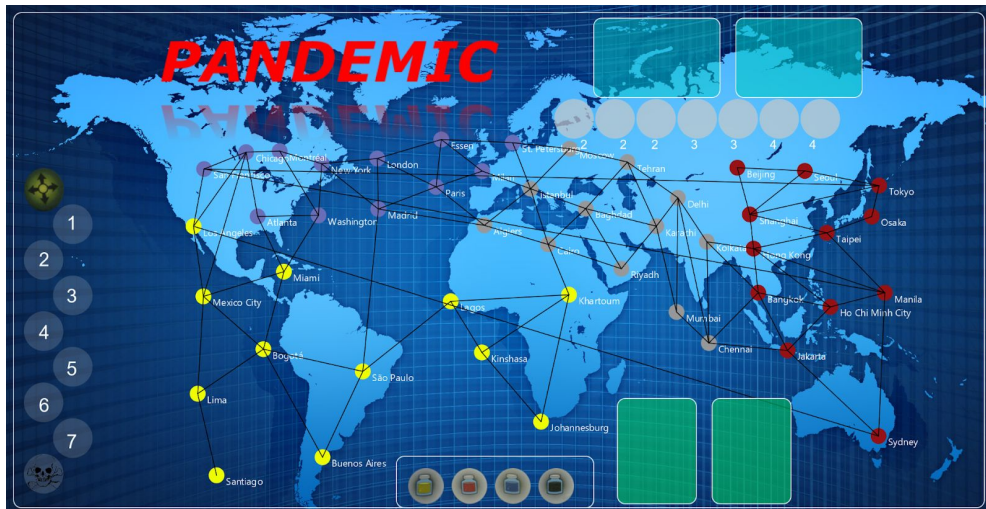 PANDEMIC
2 2 2 3 3 4 4
Essen
St. Petersburg
Moscow
Chicago
Montreal
London
Milan
Tehran
San Francisco
New York
Paris
Istanbul
Delhi
Beijing
Seoul
Tokyo
Atlanta
Washington
Madrid
Algiers
Baghdad
Karachi
Kolkata
Shanghai
Osaka
Los Angeles
Cairo
Riyadh
Hong Kong
Taipei
Miami
Mexico City
Lagos
Khartoum
Mumbai
Bangkok
Manila
Ho Chi Minh City
Bogotá
São Paulo
Kinshasa
Chennai
Jakarta
Lima
Johannesburg
Sydney
Santiago
Buenos Aires
1
2
3
4
5
6
7